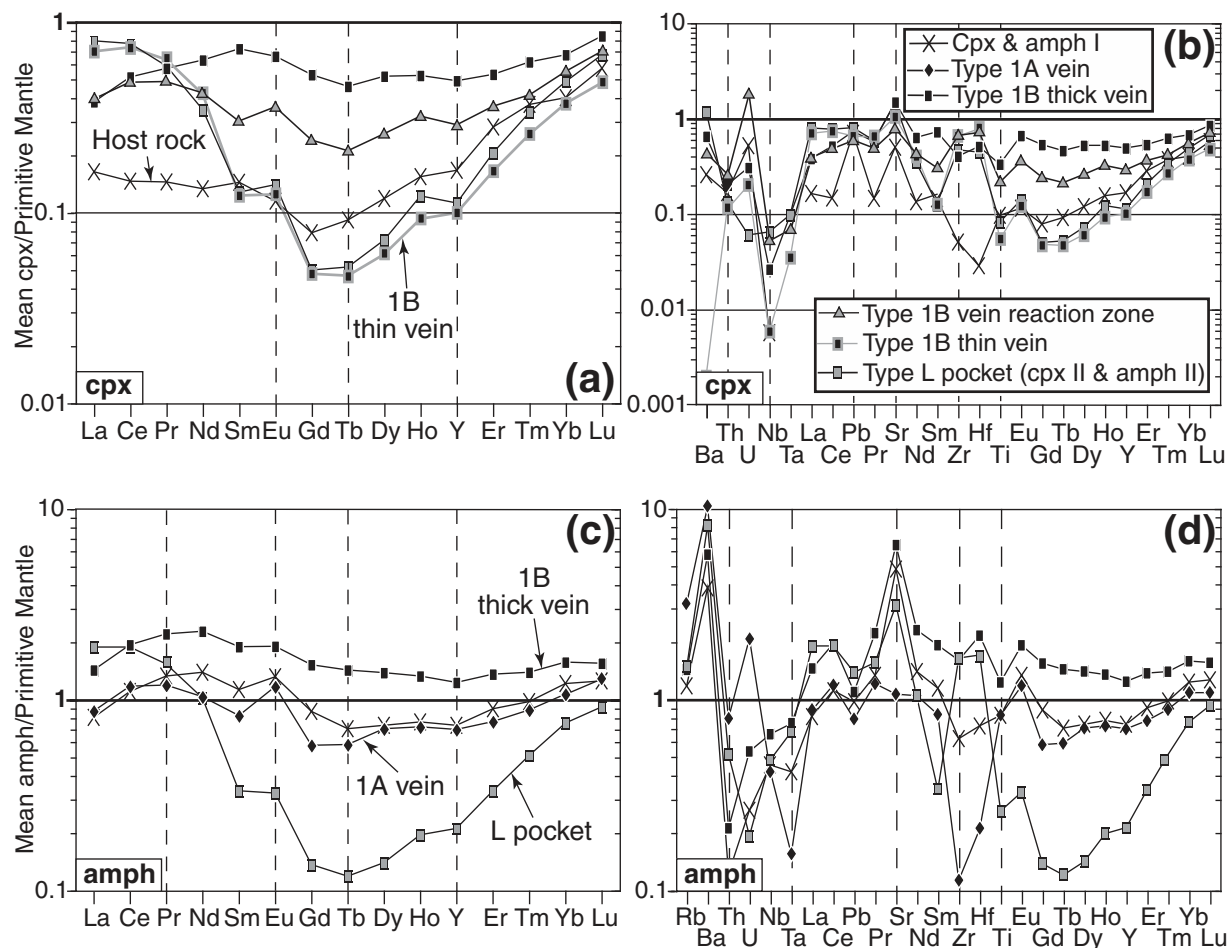 Mean cpx/Primitive Mantle
1
0.1
0.01
Host rock
1B
thin vein
(a)
cpx
La Ce Pr Nd Sm Eu Gd Tb Dy Ho Y Er Tm Yb Lu
10
1
0.1
0.01
0.001
(b)
Cpx & amph I
Type 1A vein
Type 1B thick vein
Type 1B vein reaction zone
Type 1B thin vein
Type L pocket (cpx II & amph II)
cpx
Th Nb La Pb Sr Sm Hf Eu Tb Ho Er Yb
Ba U Ta Ce Pr Nd Zr Ti Gd Dy Y Tm Lu
Mean amph/Primitive Mantle
10
1
0.1
(c)
1B
thick vein
1A vein
L pocket
amph
La Ce Pr Nd Sm Eu Gd Tb Dy Ho Y Er Tm Yb Lu
10
1
0.1
(d)
amph
Rb Th Nb La Pb Sr Sm Hf Eu Tb Ho Er Yb
Ba U Ta Ce Pr Nd Zr Ti Gd Dy Y Tm Lu